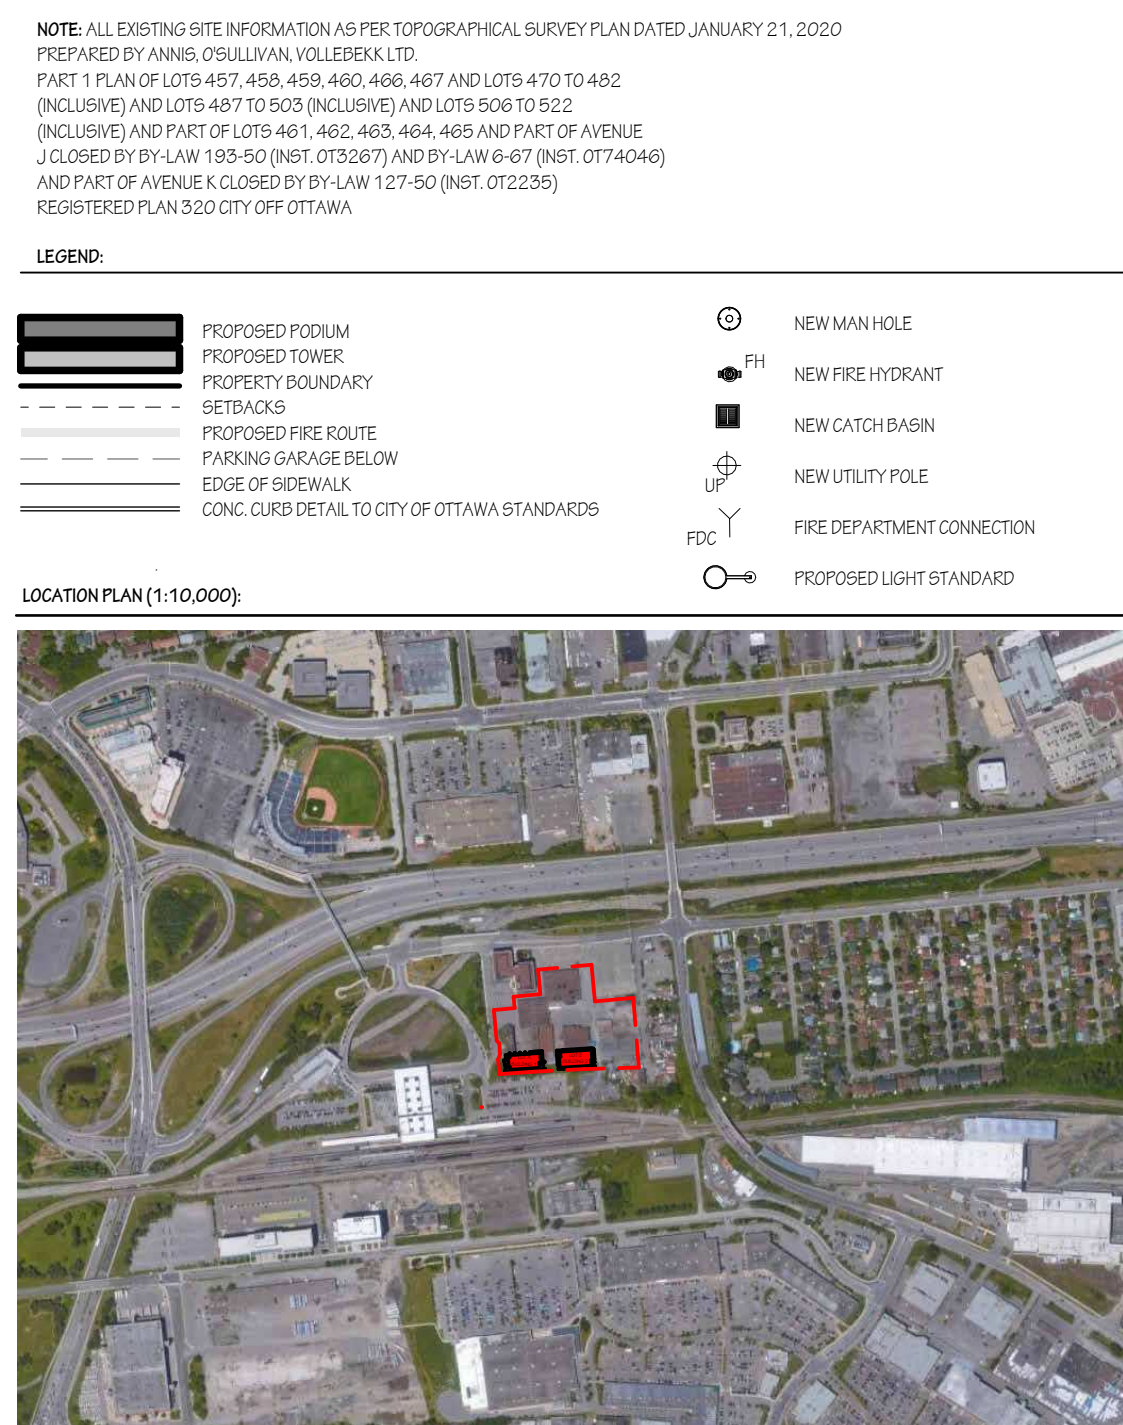 NOTE: ALL EXISTING SITE INFORMATION AS PER TOPOGRAPHICAL SURVEY PLAN DATED JANUARY 21, 2020
PREPARED BY ANNIS, O'SULLIVAN, VOLLEBEKK LTD.
PART 1 PLAN OF LOTS 457, 458, 459, 460, 466, 467 AND LOTS 470 TO 482
(INCLUSIVE) AND LOTS 487 TO 503 (INCLUSIVE) AND LOTS 506 TO 522
(INCLUSIVE) AND PART OF LOTS 461, 462, 463, 464, 465 AND PART OF AVENUE
J CLOSED BY BY-LAW 193-50 (INST. OT3267) AND BY-LAW 6-67 (INST. OT74046)
AND PART OF AVENUE K CLOSED BY BY-LAW 127-50 (INST. OT2235)
REGISTERED PLAN 320 CITY OFF OTTAWA
LEGEND:
PROPOSED PODIUM
PROPOSED TOWER
PROPERTY BOUNDARY
SETBACKS
PROPOSED FIRE ROUTE
PARKING GARAGE BELOW
EDGE OF SIDEWALK
CONC. CURB DETAIL TO CITY OF OTTAWA STANDARDS
NEW MAN HOLE
FH
NEW FIRE HYDRANT
NEW CATCH BASIN
UP
NEW UTILITY POLE
FDC
FIRE DEPARTMENT CONNECTION
PROPOSED LIGHT STANDARD
LOCATION PLAN (1:10,000):